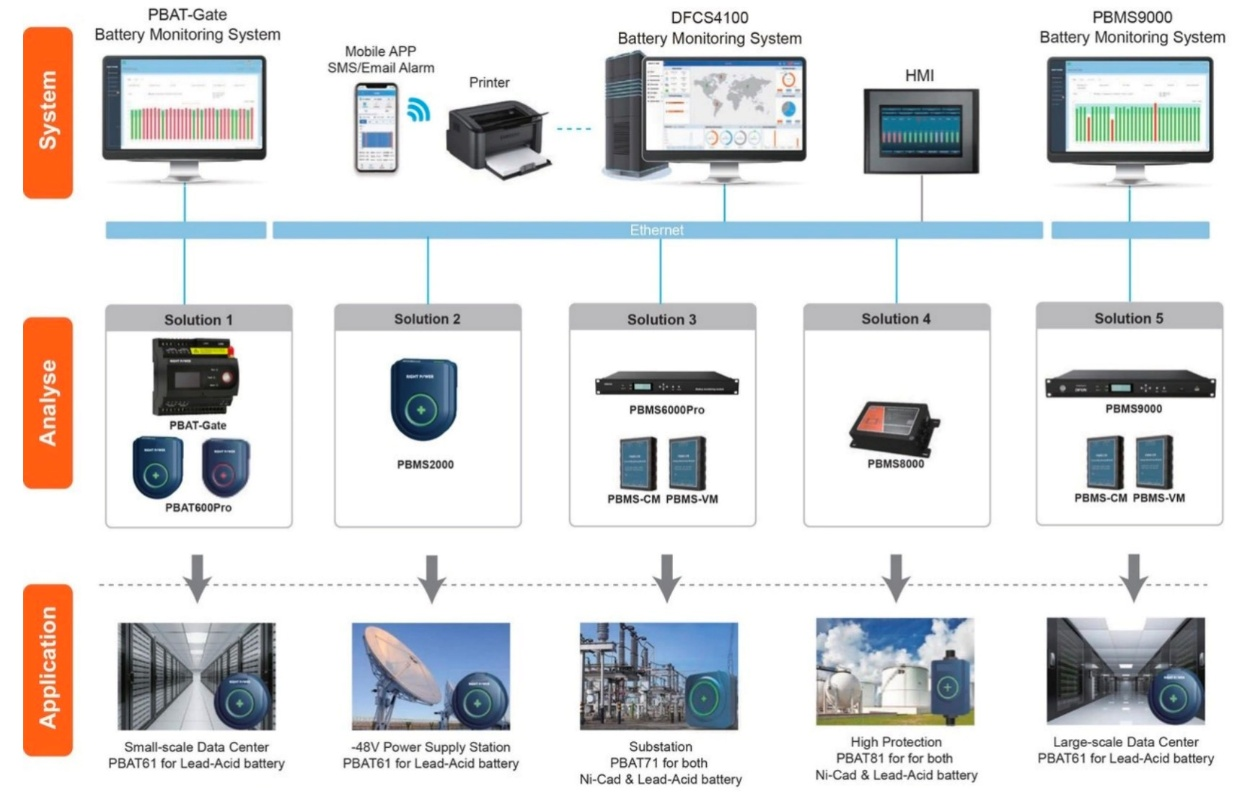 System
PBAT-Gate
Battery Monitoring System
Mobile APP
SMS/Email Alarm
Printer
DFCS4100
Battery Monitoring System
HMI
PBMS9000
Battery Monitoring System
Ethernet
Analyse
Solution 1
PBAT-Gate
PBAT600Pro
Solution 2
PBMS2000
Solution 3
PBMS6000Pro
PBMS-CM
PBMS-VM
Solution 4
PBMS8000
Solution 5
PBMS9000
PBMS-CM
PBMS-VM
Application
Small-scale Data Center
PBAT61 for Lead-Acid battery
-48V Power Supply Station
PBAT61 for Lead-Acid battery
Substation
PBAT71 for both
Ni-Cad & Lead-Acid battery
High Protection
PBAT81 for for both
Ni-Cad & Lead-Acid battery
Large-scale Data Center
PBAT61 for Lead-Acid battery